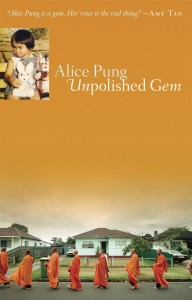 "Alice Pung is a gem. Her voice is the real thing." —AMY TAN
Alice Pung
Unpolished Gem